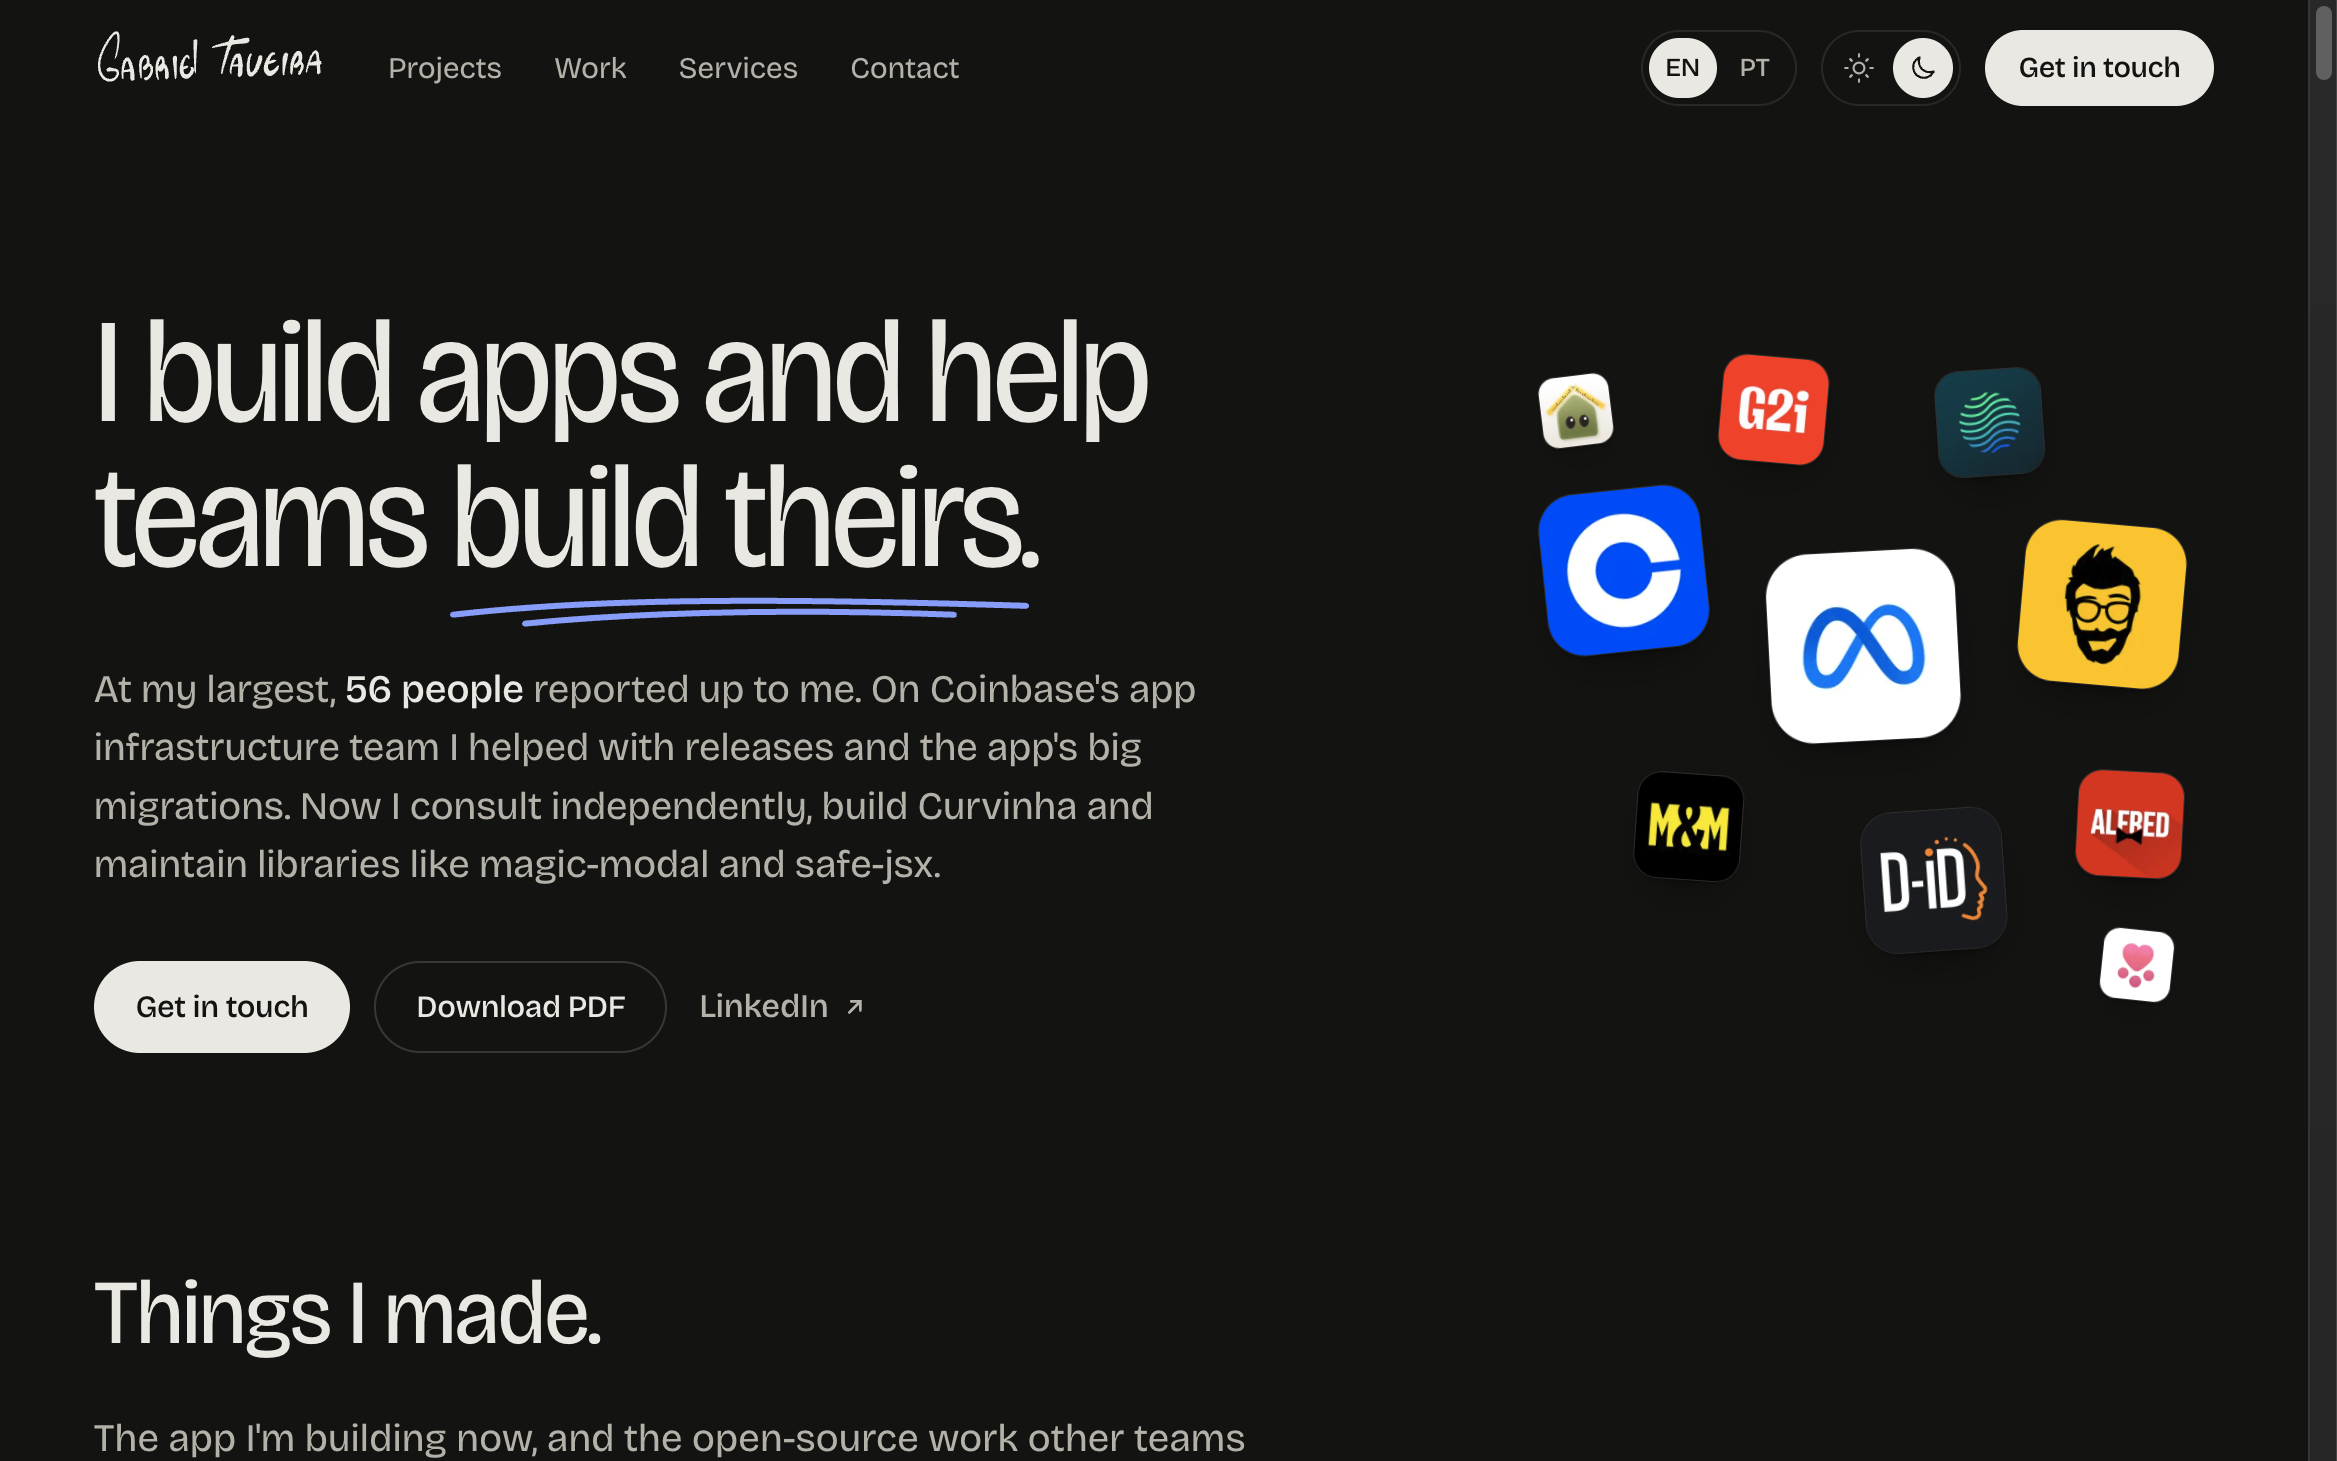 Gabriel Taveira
Projects Work Services Contact
EN PT
Get in touch
I build apps and help
teams build theirs.
At my largest, 56 people reported up to me. On Coinbase's app
infrastructure team I helped with releases and the app's big
migrations. Now I consult independently, build Curvinha and
maintain libraries like magic-modal and safe-jsx.
Get in touch
Download PDF
LinkedIn ↗
G2i
M&M
D-iD
ALFRED
Things I made.
The app I'm building now, and the open-source work other teams